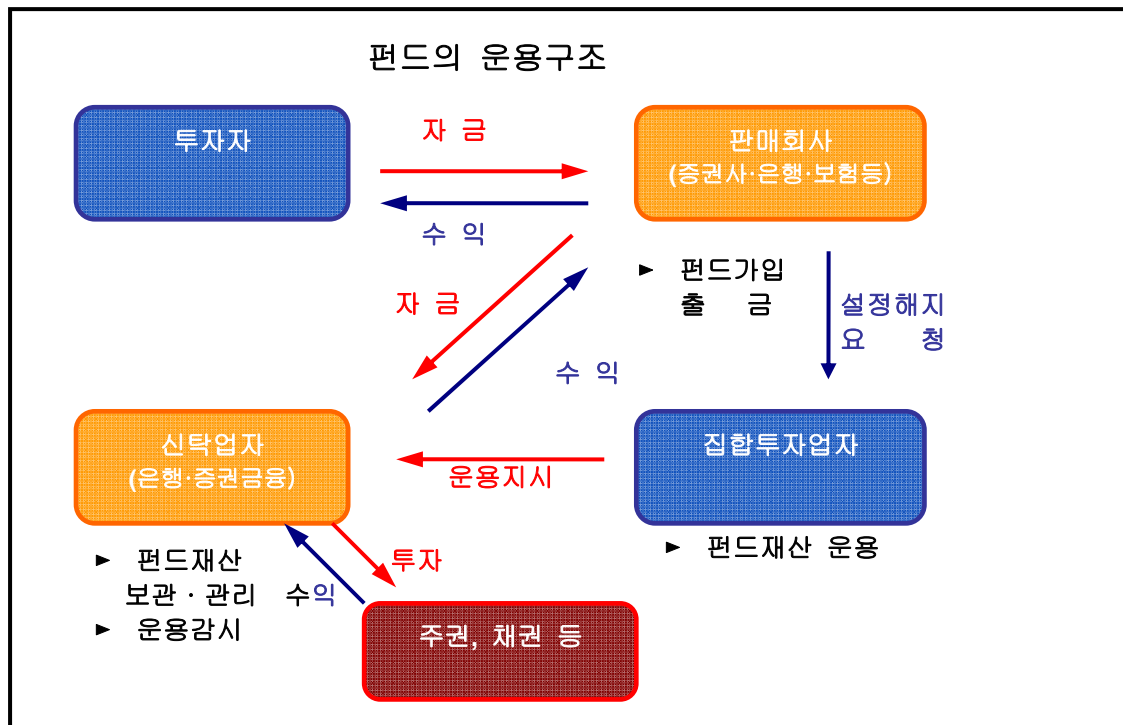 펀드의 운용구조
투자자
자 금
판매회사
(증권사·은행·보험등)
수 익
► 펀드가입
출 금
자 금
설정해지
요 청
수 익
신탁업자
(은행·증권금융)
집합투자업자
운용지시
► 펀드재산 운용
► 펀드재산
보관·관리
► 운용감시
투자
수익
주권, 채권 등